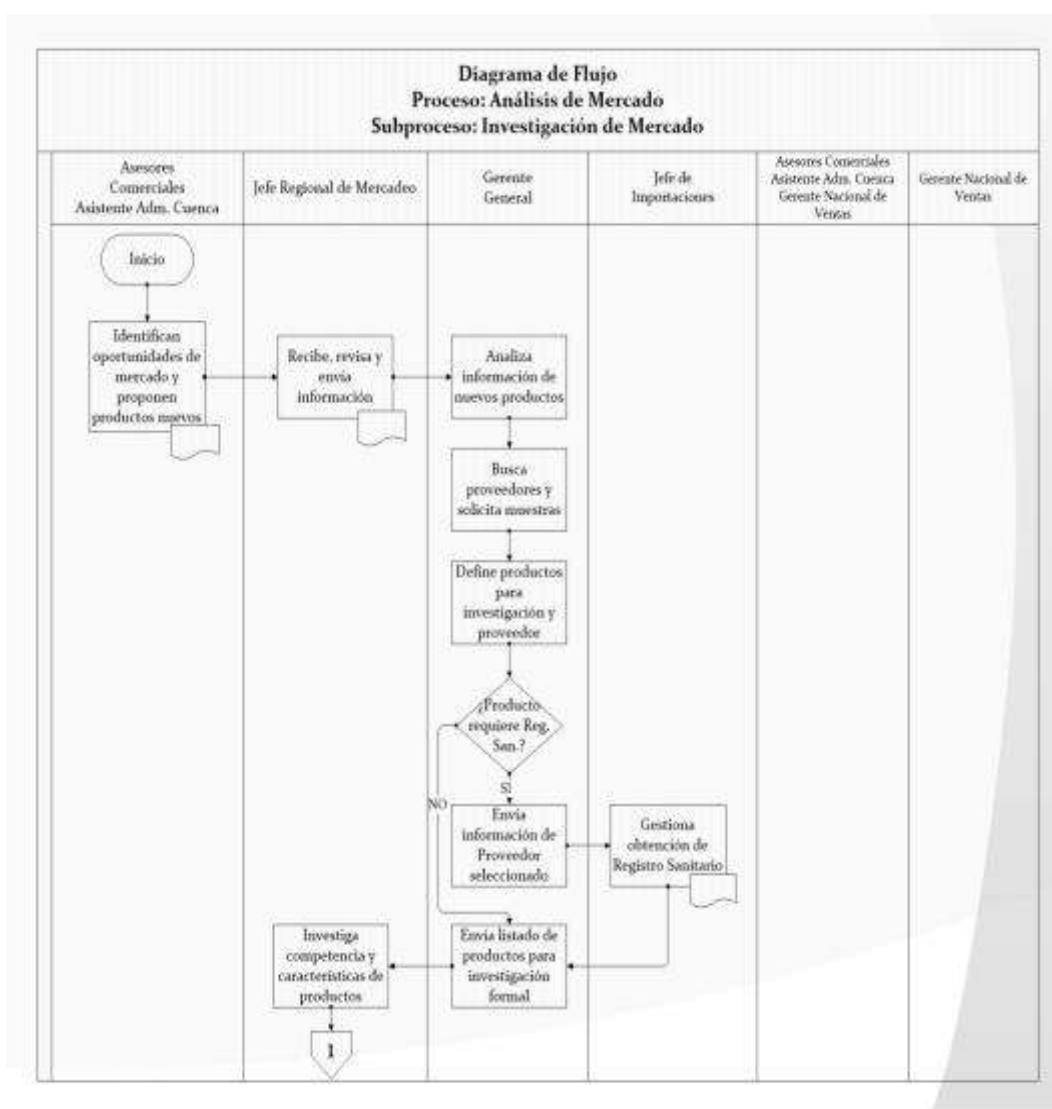 Diagrama de Flujo
Proceso: Análisis de Mercado
Subproceso: Investigación de Mercado
Asesores
Comerciales
Asistente Adm. Cuenca
Jefe Regional de Mercadeo
Gerente
General
Jefe de
Importaciones
Asesores Comerciales
Asistente Adm. Cuenca
Gerente Nacional de
Ventas
Gerente Nacional de
Ventas
Inicio
Identifican
oportunidades de
mercado y
proponen
productos nuevos
Recibe, revisa y
envía
información
Analiza
información de
nuevos productos
Busca
proveedores y
solicita muestras
Define productos
para
investigación y
proveedor
¿Producto
requiere Reg.
San.?
SI
NO
Envía
información de
Proveedor
seleccionado
Gestiona
obtención de
Registro Sanitario
Investiga
competencia y
características de
productos
Envía listado de
productos para
investigación
formal
1